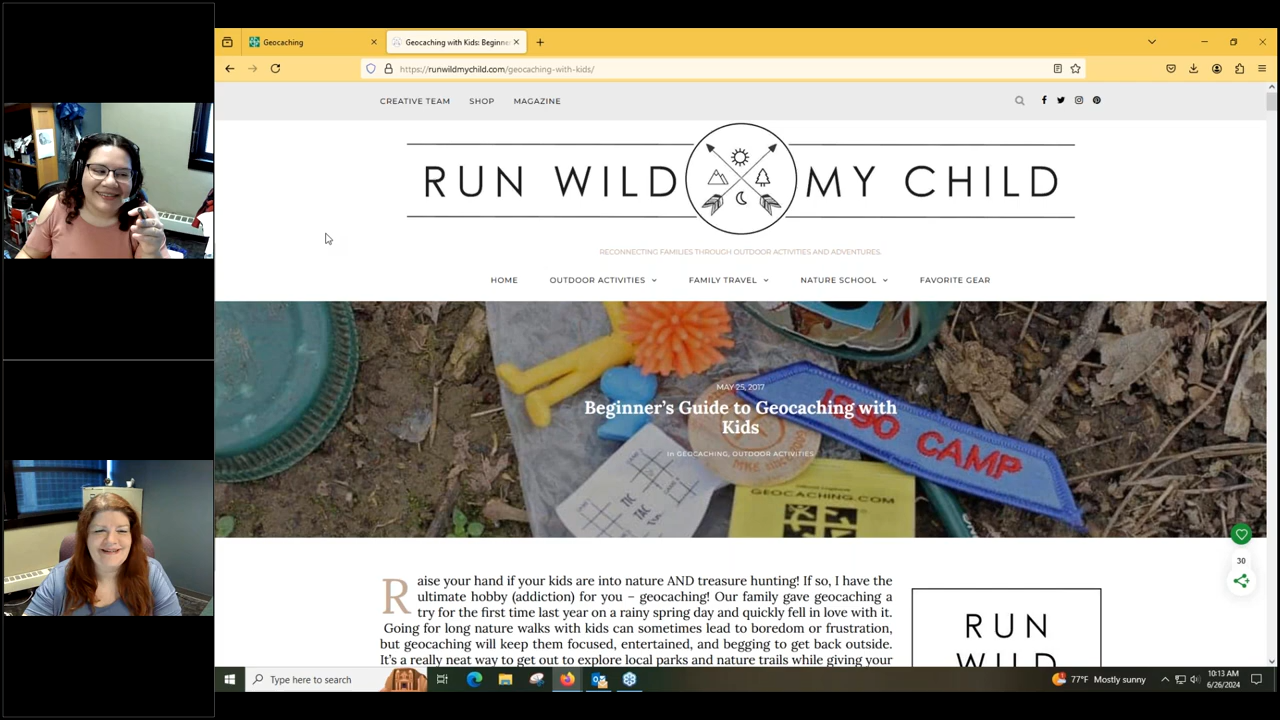 Geocaching
Geocaching with Kids: Beginne
https://runwildmychild.com/geocaching-with-kids/
CREATIVE TEAM SHOP MAGAZINE
RUN WILD MY CHILD
RECONNECTING FAMILIES THROUGH OUTDOOR ACTIVITIES AND ADVENTURES.
HOME OUTDOOR ACTIVITIES FAMILY TRAVEL NATURE SCHOOL FAVORITE GEAR
MAY 25, 2017
Beginner's Guide to Geocaching with
Kids
In GEOCACHING, OUTDOOR ACTIVITIES
CAMP
TIC
TAC
GEOCACHING.COM
Raise your hand if your kids are into nature AND treasure hunting! If so, I have the
ultimate hobby (addiction) for you – geocaching! Our family gave geocaching a
try for the first time last year on a rainy spring day and quickly fell in love with it.
Going for long nature walks with kids can sometimes lead to boredom or frustration,
but geocaching will keep them focused, entertained, and begging to get back outside.
It's a really neat way to get out to explore local parks and nature trails while giving your
30
RUN
WILD
Type here to search
77°F Mostly sunny
10:13 AM
6/26/2024